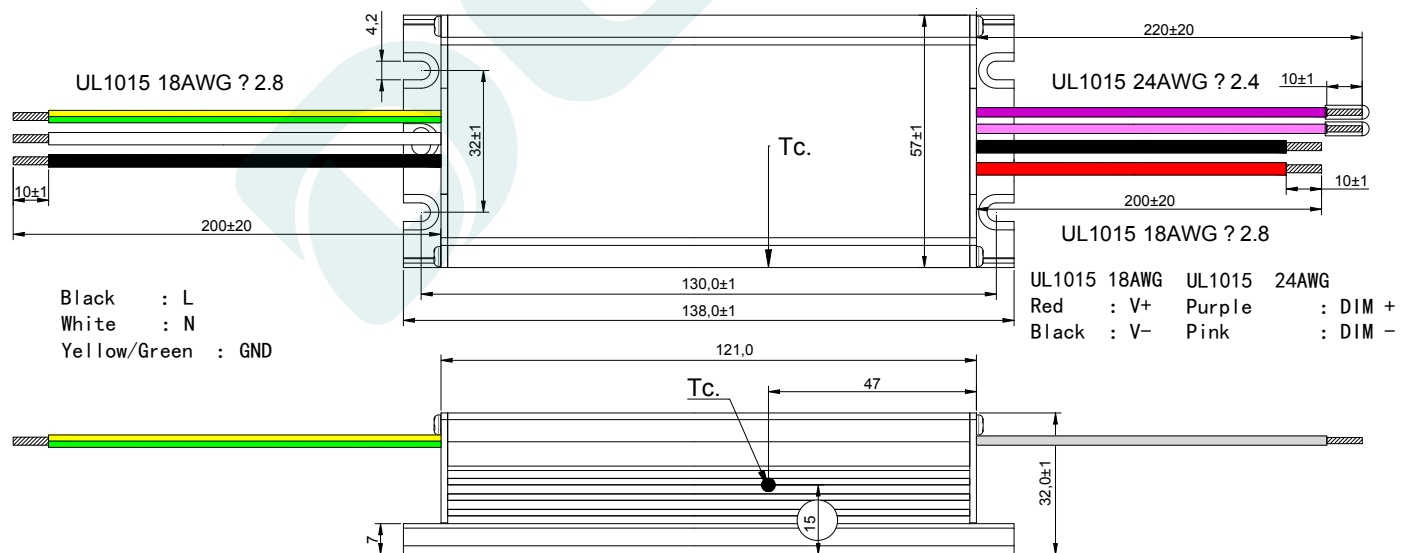 4,2
220±20
UL1015 18AWG ? 2.8
UL1015 24AWG ? 2.4
10±1
32±1
57±1
Tc.
10±1
10±1
200±20
200±20
UL1015 18AWG ? 2.8
130,0±1
138,0±1
Black : L
White : N
Yellow/Green : GND
UL1015 18AWG UL1015 24AWG
Red : V+ Purple : DIM +
Black : V- Pink : DIM -
121,0
Tc.
47
32,0±1
15
7